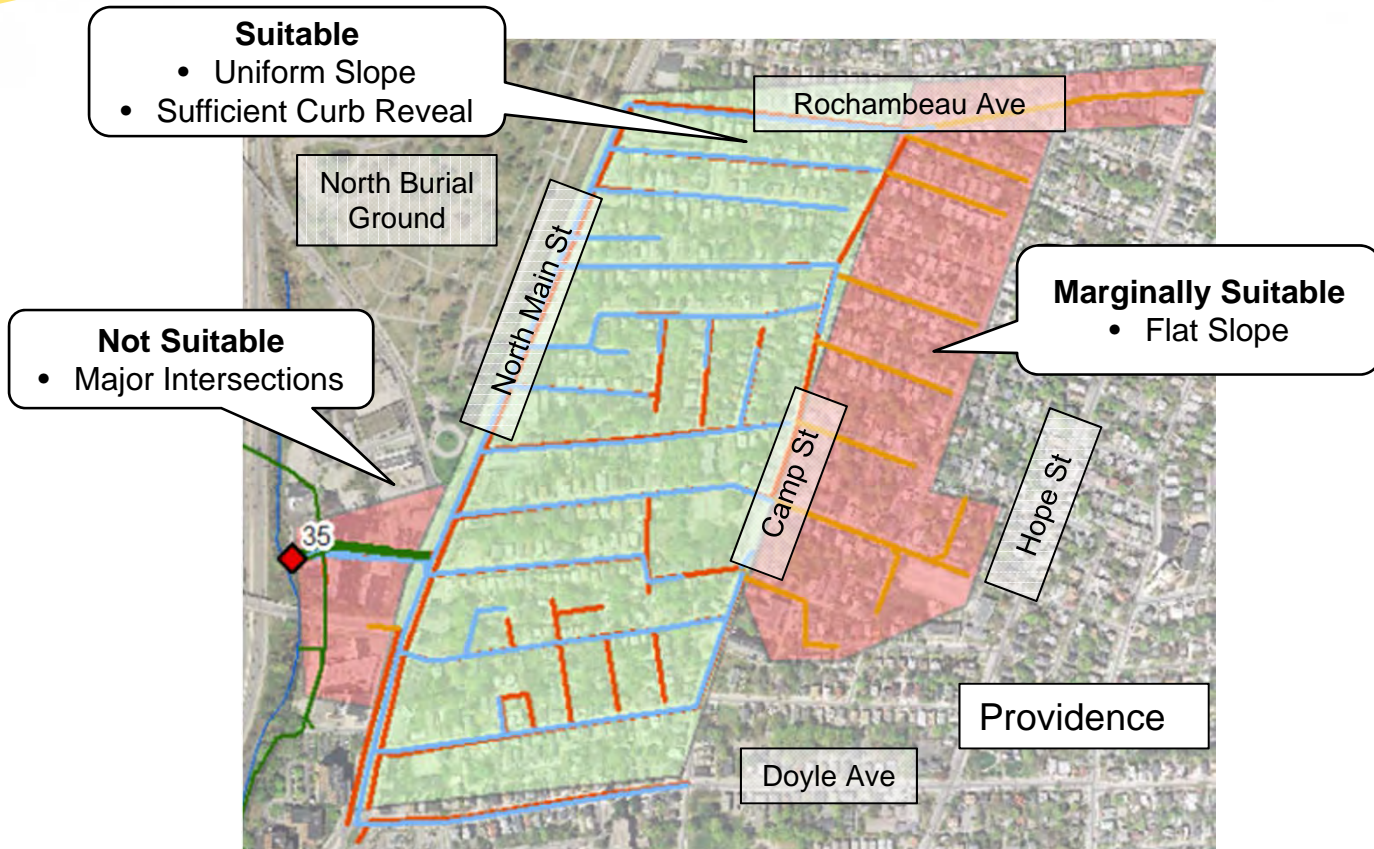 Suitable
• Uniform Slope
• Sufficient Curb Reveal
Rochambeau Ave
North Burial
Ground
North Main St
Marginally Suitable
• Flat Slope
Not Suitable
• Major Intersections
Camp St
Hope St
35
Providence
Doyle Ave